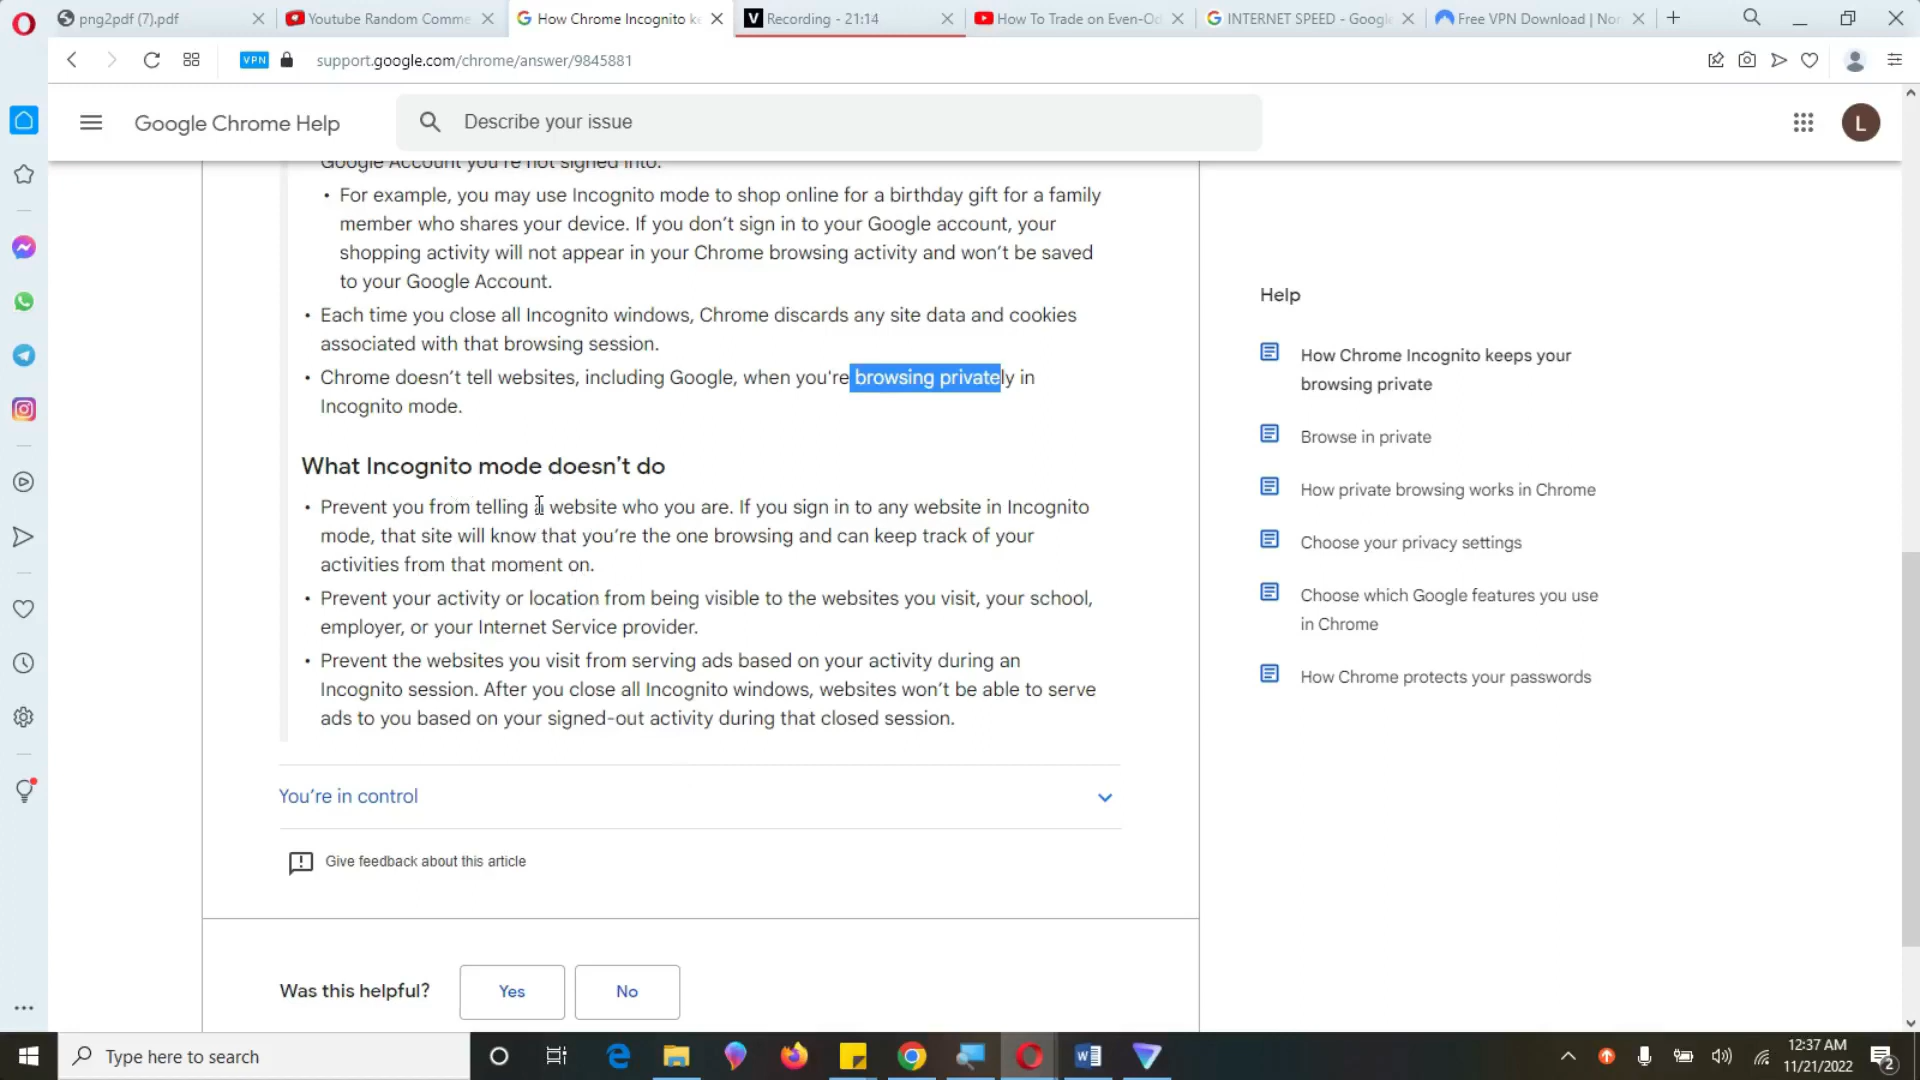 png2pdf (7).pdf
Youtube Random Comme
How Chrome Incognito ke
V
Recording - 21:14
How To Trade on Even-Od
INTERNET SPEED - Google
Free VPN Download | Nor
VPN
support.google.com/chrome/answer/9845881
Google Chrome Help
Describe your issue
L
Google Account you're not signed into.
• For example, you may use Incognito mode to shop online for a birthday gift for a family
member who shares your device. If you don't sign in to your Google account, your
shopping activity will not appear in your Chrome browsing activity and won't be saved
to your Google Account.
• Each time you close all Incognito windows, Chrome discards any site data and cookies
associated with that browsing session.
• Chrome doesn't tell websites, including Google, when you're browsing privately in
Incognito mode.
What Incognito mode doesn't do
• Prevent you from telling a website who you are. If you sign in to any website in Incognito
mode, that site will know that you're the one browsing and can keep track of your
activities from that moment on.
• Prevent your activity or location from being visible to the websites you visit, your school,
employer, or your Internet Service provider.
• Prevent the websites you visit from serving ads based on your activity during an
Incognito session. After you close all Incognito windows, websites won't be able to serve
ads to you based on your signed-out activity during that closed session.
You're in control
Give feedback about this article
Was this helpful?
Yes
No
Help
How Chrome Incognito keeps your
browsing private
Browse in private
How private browsing works in Chrome
Choose your privacy settings
Choose which Google features you use
in Chrome
How Chrome protects your passwords
Type here to search
12:37 AM
11/21/2022
2